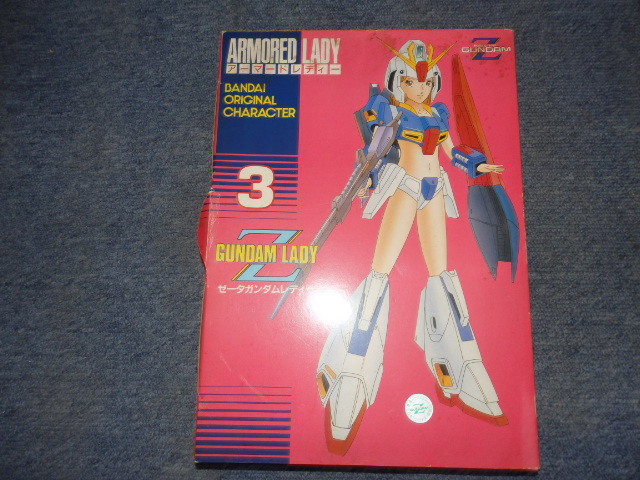 ARMORED LADY
アーマードレディー
BANDAI
ORIGINAL
CHARACTER
Z
GUNDAM
3
Z
GUNDAM LADY
ゼータガンダムレディー